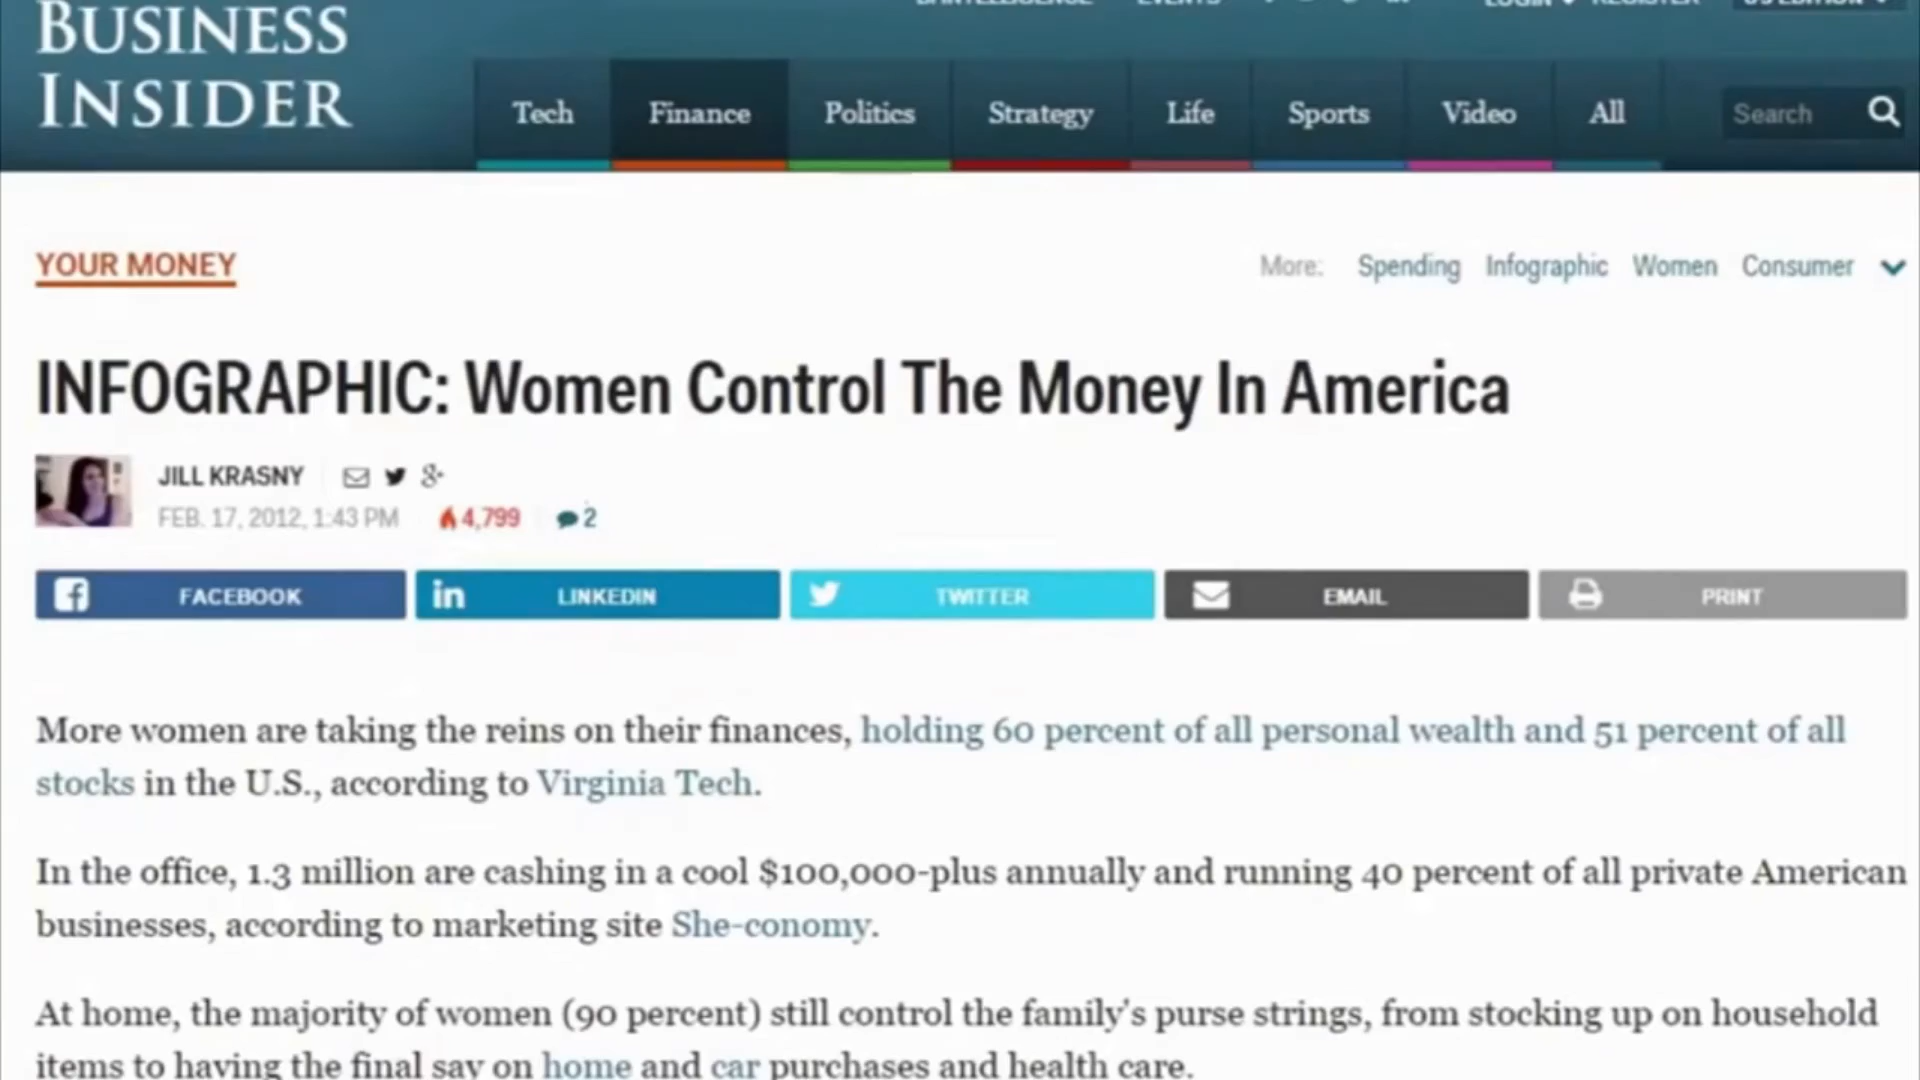 BUSINESS
INSIDER
EVENTS
LOGIN
REGISTER
US EDITION
Tech
Finance
Politics
Strategy
Life
Sports
Video
All
Search
YOUR MONEY
More: Spending Infographic Women Consumer
INFOGRAPHIC: Women Control The Money In America
JILL KRASNY
FEB. 17, 2012, 1:43 PM 4,799 2
FACEBOOK
LINKEDIN
TWITTER
EMAIL
PRINT
More women are taking the reins on their finances, holding 60 percent of all personal wealth and 51 percent of all
stocks in the U.S., according to Virginia Tech.
In the office, 1.3 million are cashing in a cool $100,000-plus annually and running 40 percent of all private American
businesses, according to marketing site She-conomy.
At home, the majority of women (90 percent) still control the family's purse strings, from stocking up on household
items to having the final say on home and car purchases and health care.